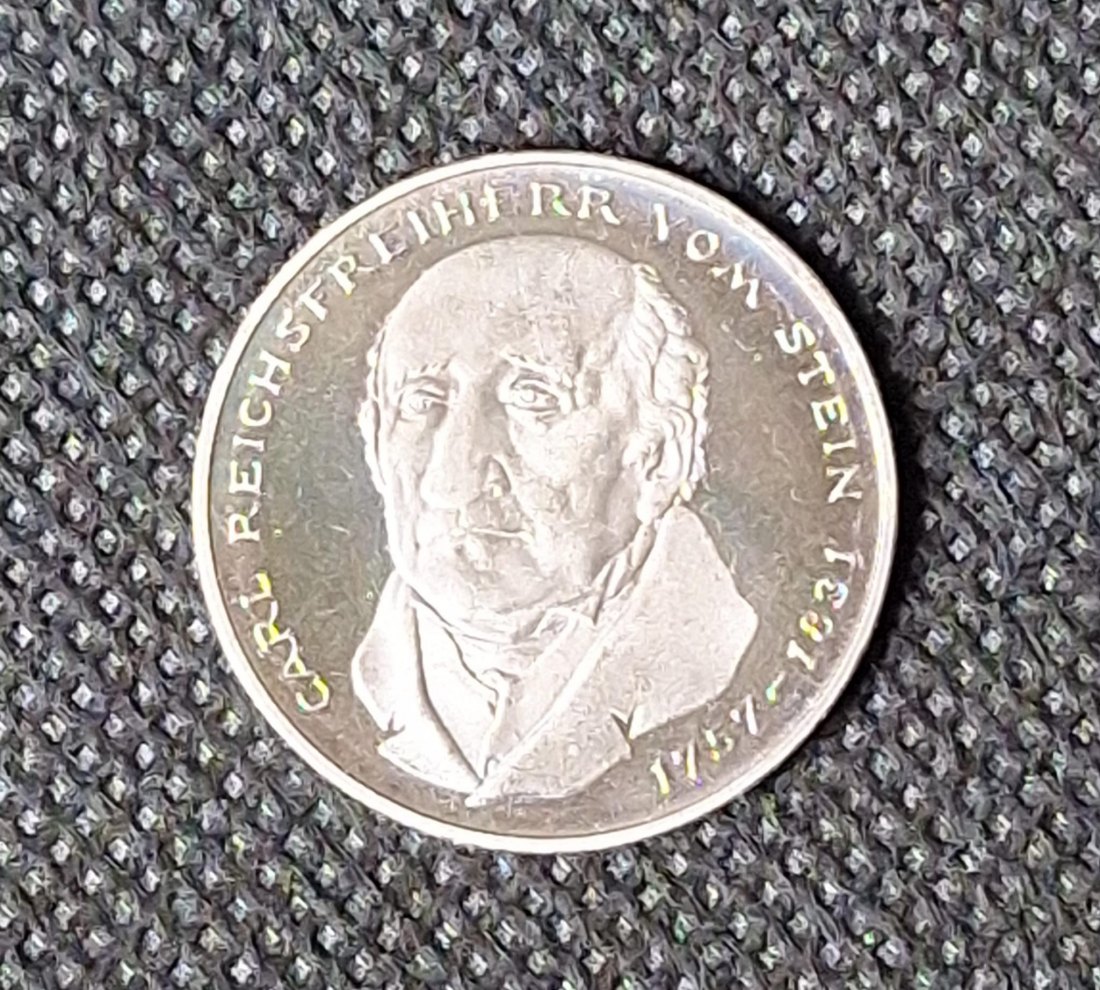 CARL REICHSFREIHERR VOM STEIN 1757-1831